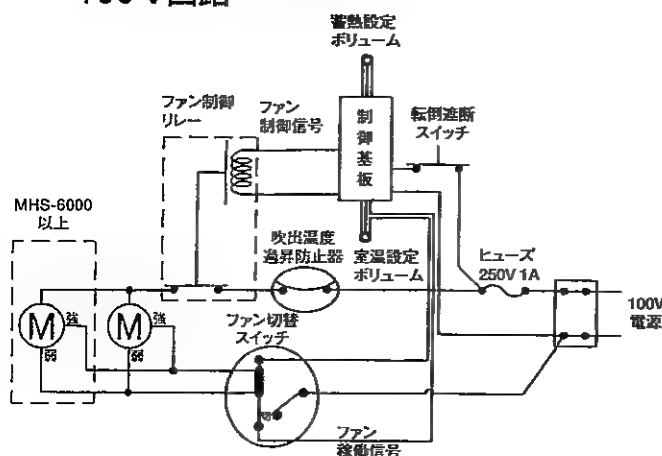 100V回路
蓄熱設定
ボリューム
ファン制御
リレー
ファン
制御信号
制
御
基
板
転倒遮断
スイッチ
MHS-6000
以上
吹出温度
過昇防止器
室温設定
ボリューム
ヒューズ
250V 1A
100V
電源
M
強
弱
M
強
弱
ファン切替
スイッチ
切
ファン
稼働信号